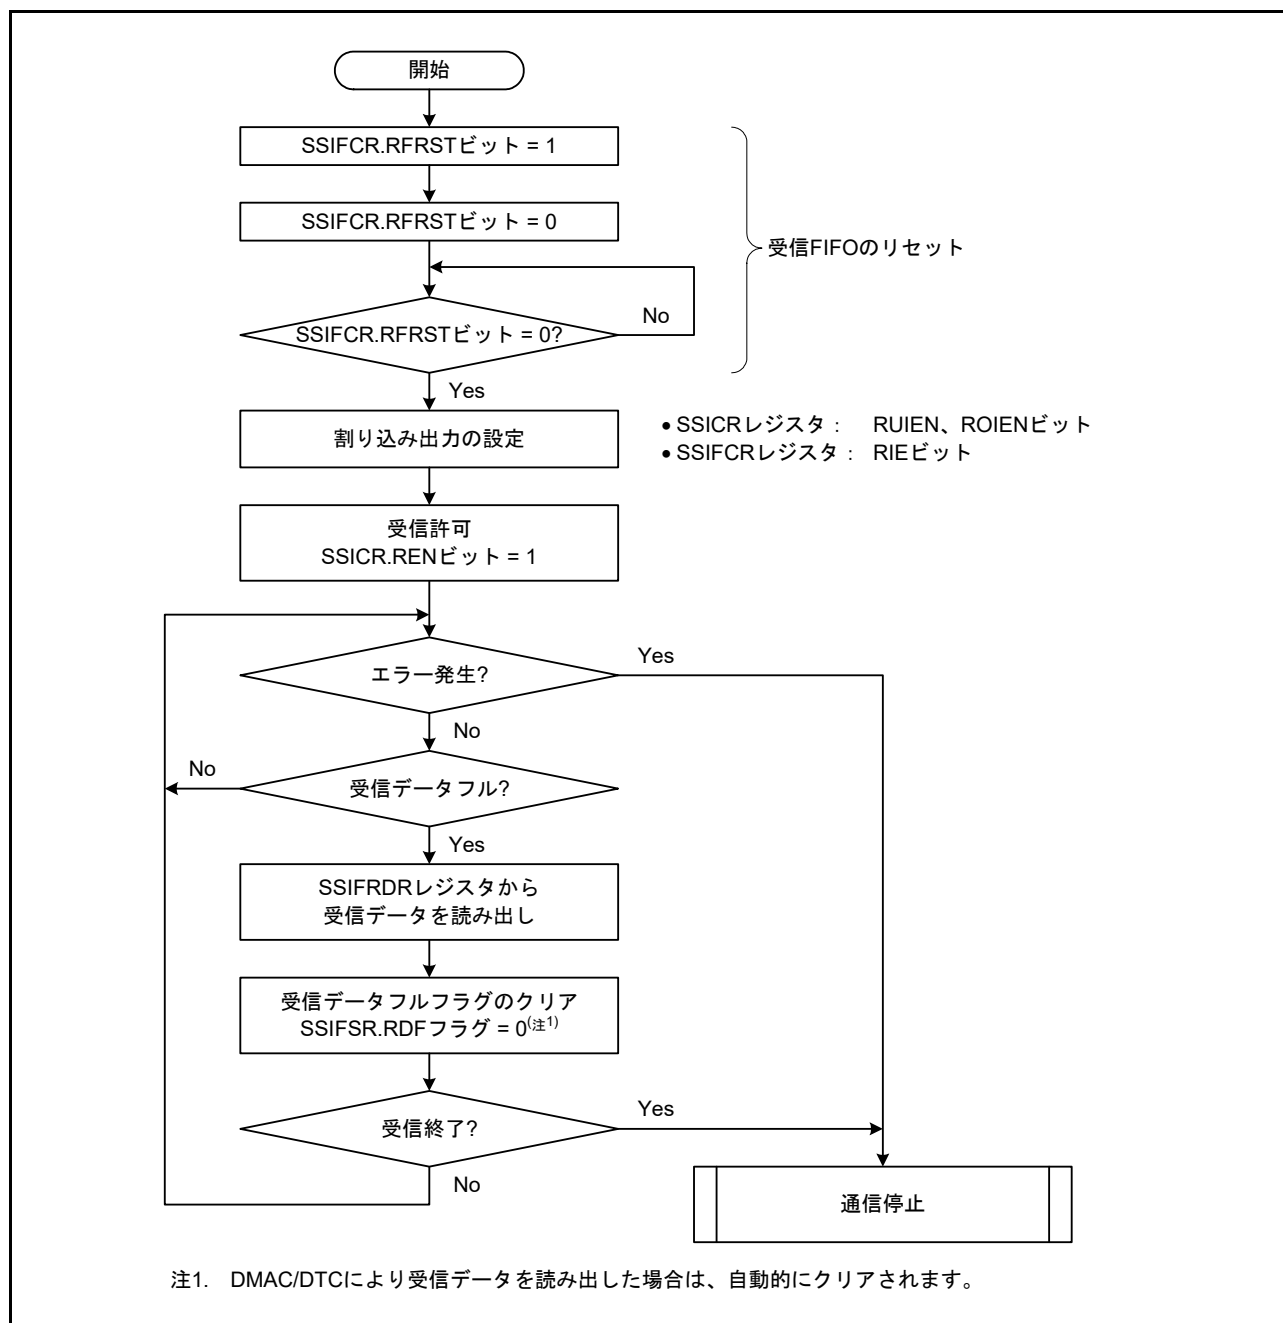 開始
SSIFCR.RFRSTビット = 1
SSIFCR.RFRSTビット = 0
受信FIFOのリセット
No
SSIFCR.RFRSTビット = 0?
Yes
割り込み出力の設定
• SSICRレジスタ： RUIEN、ROIENビット
• SSIFCRレジスタ： RIEビット
受信許可
SSICR.RENビット = 1
エラー発生?
Yes
No
No
受信データフル?
Yes
SSIFRDRレジスタから
受信データを読み出し
受信データフルフラグのクリア
SSIFSR.RDFフラグ = 0(注1)
受信終了?
Yes
No
通信停止
注1. DMAC/DTCにより受信データを読み出した場合は、自動的にクリアされます。